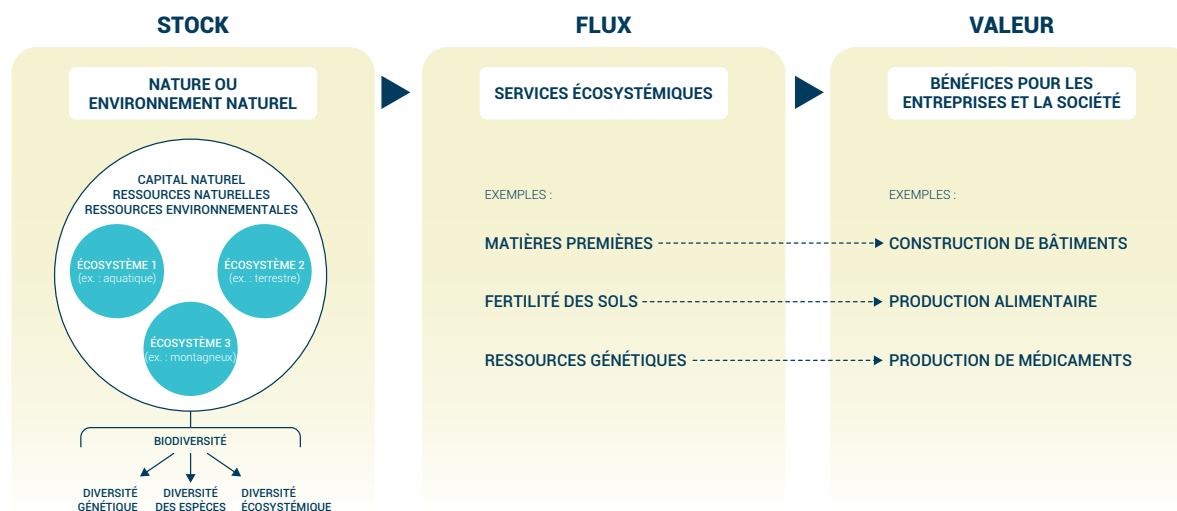 STOCK
NATURE OU
ENVIRONNEMENT NATUREL
CAPITAL NATUREL
RESSOURCES NATURELLES
RESSOURCES ENVIRONNEMENTALES
ÉCOSYSTÈME 1
(ex. : aquatique)
ÉCOSYSTÈME 2
(ex. : terrestre)
ÉCOSYSTÈME 3
(ex. : montagneux)
BIODIVERSITÉ
DIVERSITÉ
GÉNÉTIQUE
DIVERSITÉ
DES ESPÈCES
DIVERSITÉ
ÉCOSYSTÉMIQUE
FLUX
SERVICES ÉCOSYSTÉMIQUES
EXEMPLES :
MATIÈRES PREMIÈRES
FERTILITÉ DES SOLS
RESSOURCES GÉNÉTIQUES
VALEUR
BÉNÉFICES POUR LES
ENTREPRISES ET LA SOCIÉTÉ
EXEMPLES :
CONSTRUCTION DE BÂTIMENTS
PRODUCTION ALIMENTAIRE
PRODUCTION DE MÉDICAMENTS